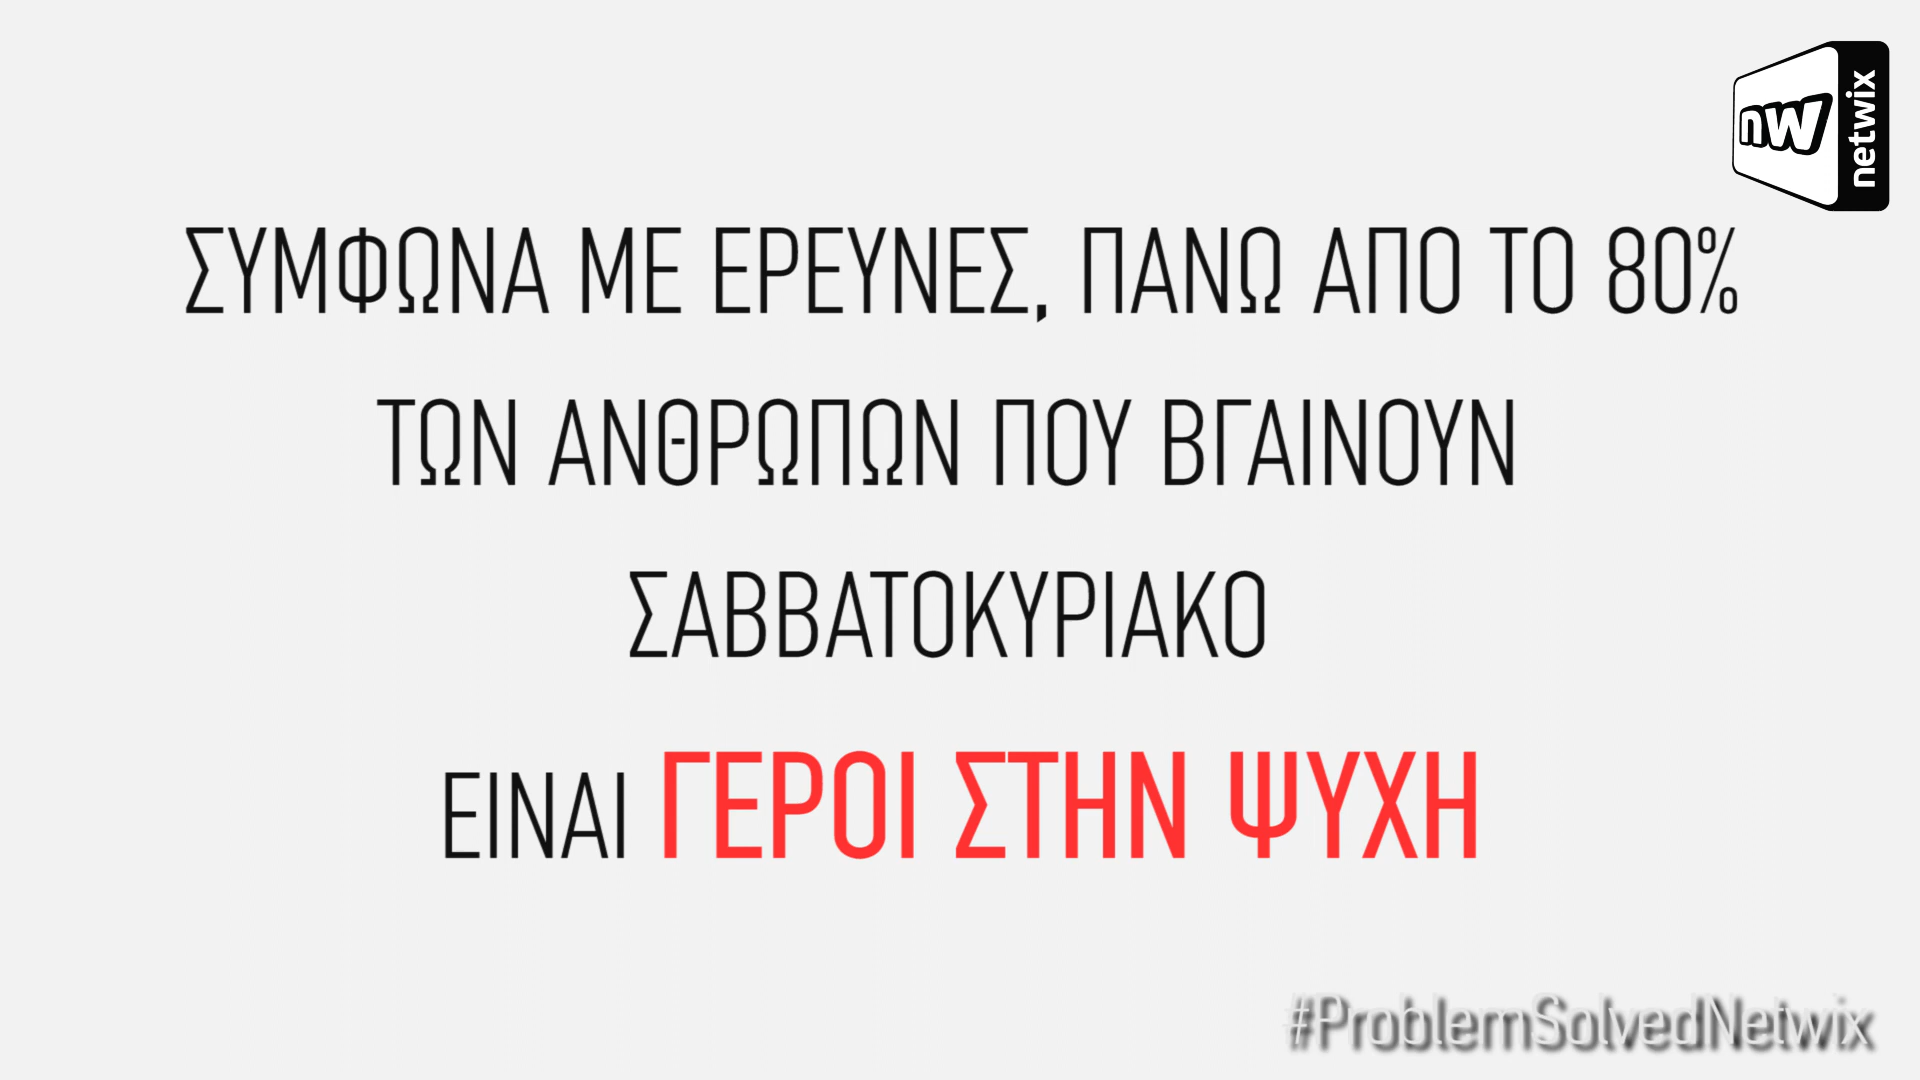 nw netwix
ΣΥΜΦΩΝΑ ΜΕ ΕΡΕΥΝΕΣ, ΠΑΝΩ ΑΠΟ ΤΟ 80%
ΤΩΝ ΑΝΘΡΩΠΩΝ ΠΟΥ ΒΓΑΙΝΟΥΝ
ΣΑΒΒΑΤΟΚΥΡΙΑΚΟ
ΕΙΝΑΙ ΓΕΡΟΙ ΣΤΗΝ ΨΥΧΗ
#ProblemSolvedNetwix